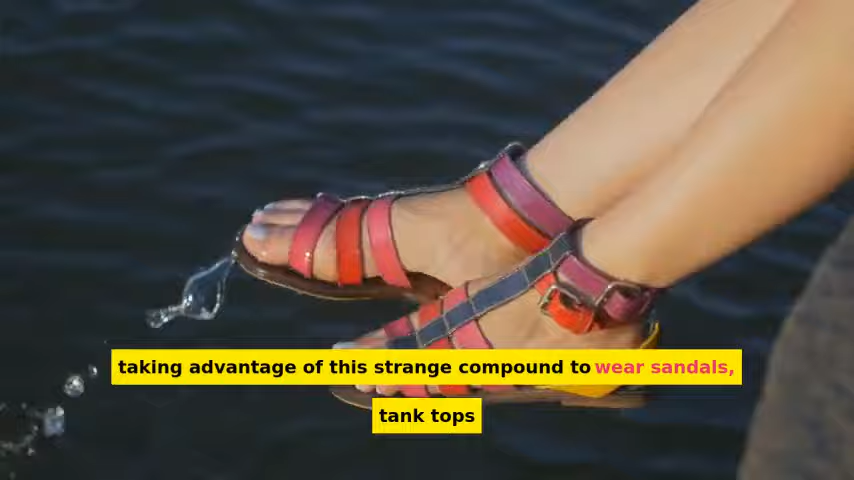 taking advantage of this strange compound to wear sandals,
tank tops